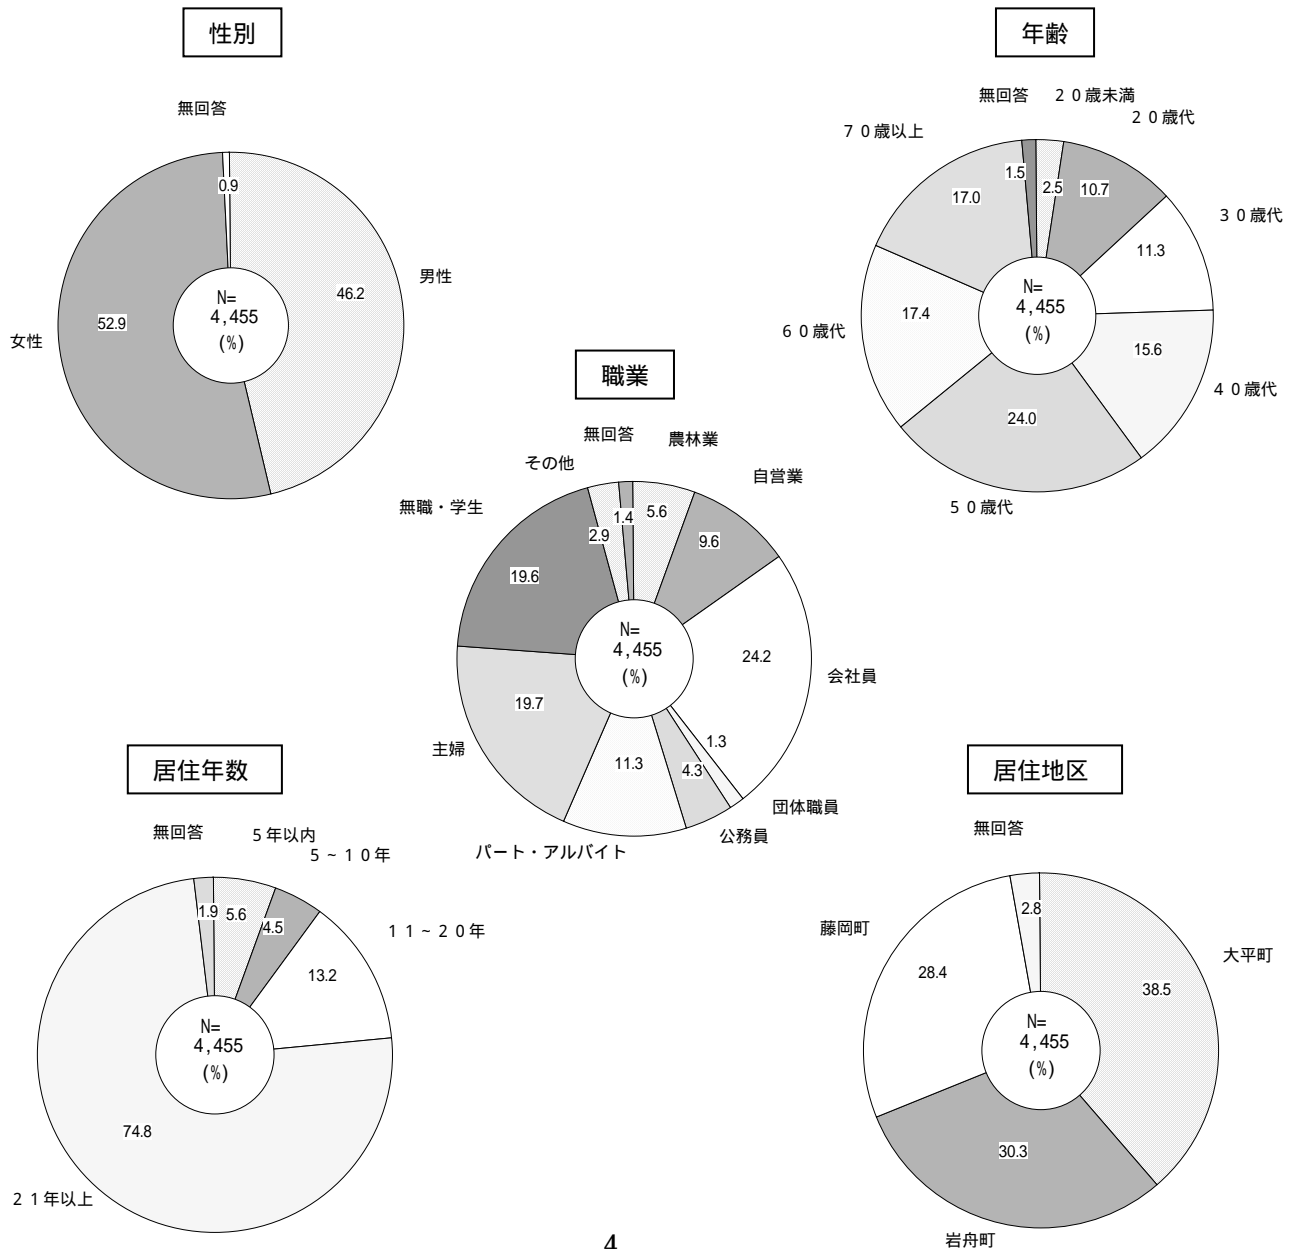 性別
無回答
0.9
46.2
男性
52.9
女性
N=
4,455
(%)
年齢
無回答
２０歳未満
２０歳代
７０歳以上
1.5
2.5
10.7
17.0
３０歳代
11.3
17.4
６０歳代
N=
4,455
(%)
15.6
４０歳代
24.0
５０歳代
職業
無回答
農林業
その他
自営業
無職・学生
2.9
1.4
5.6
9.6
19.6
N=
4,455
(%)
24.2
会社員
19.7
主婦
11.3
4.3
1.3
団体職員
公務員
パート・アルバイト
居住年数
無回答
５年以内
５~１０年
1.9
5.6
4.5
１１~２０年
13.2
N=
4,455
(%)
74.8
２１年以上
居住地区
無回答
2.8
藤岡町
大平町
28.4
38.5
N=
4,455
(%)
30.3
岩舟町
4